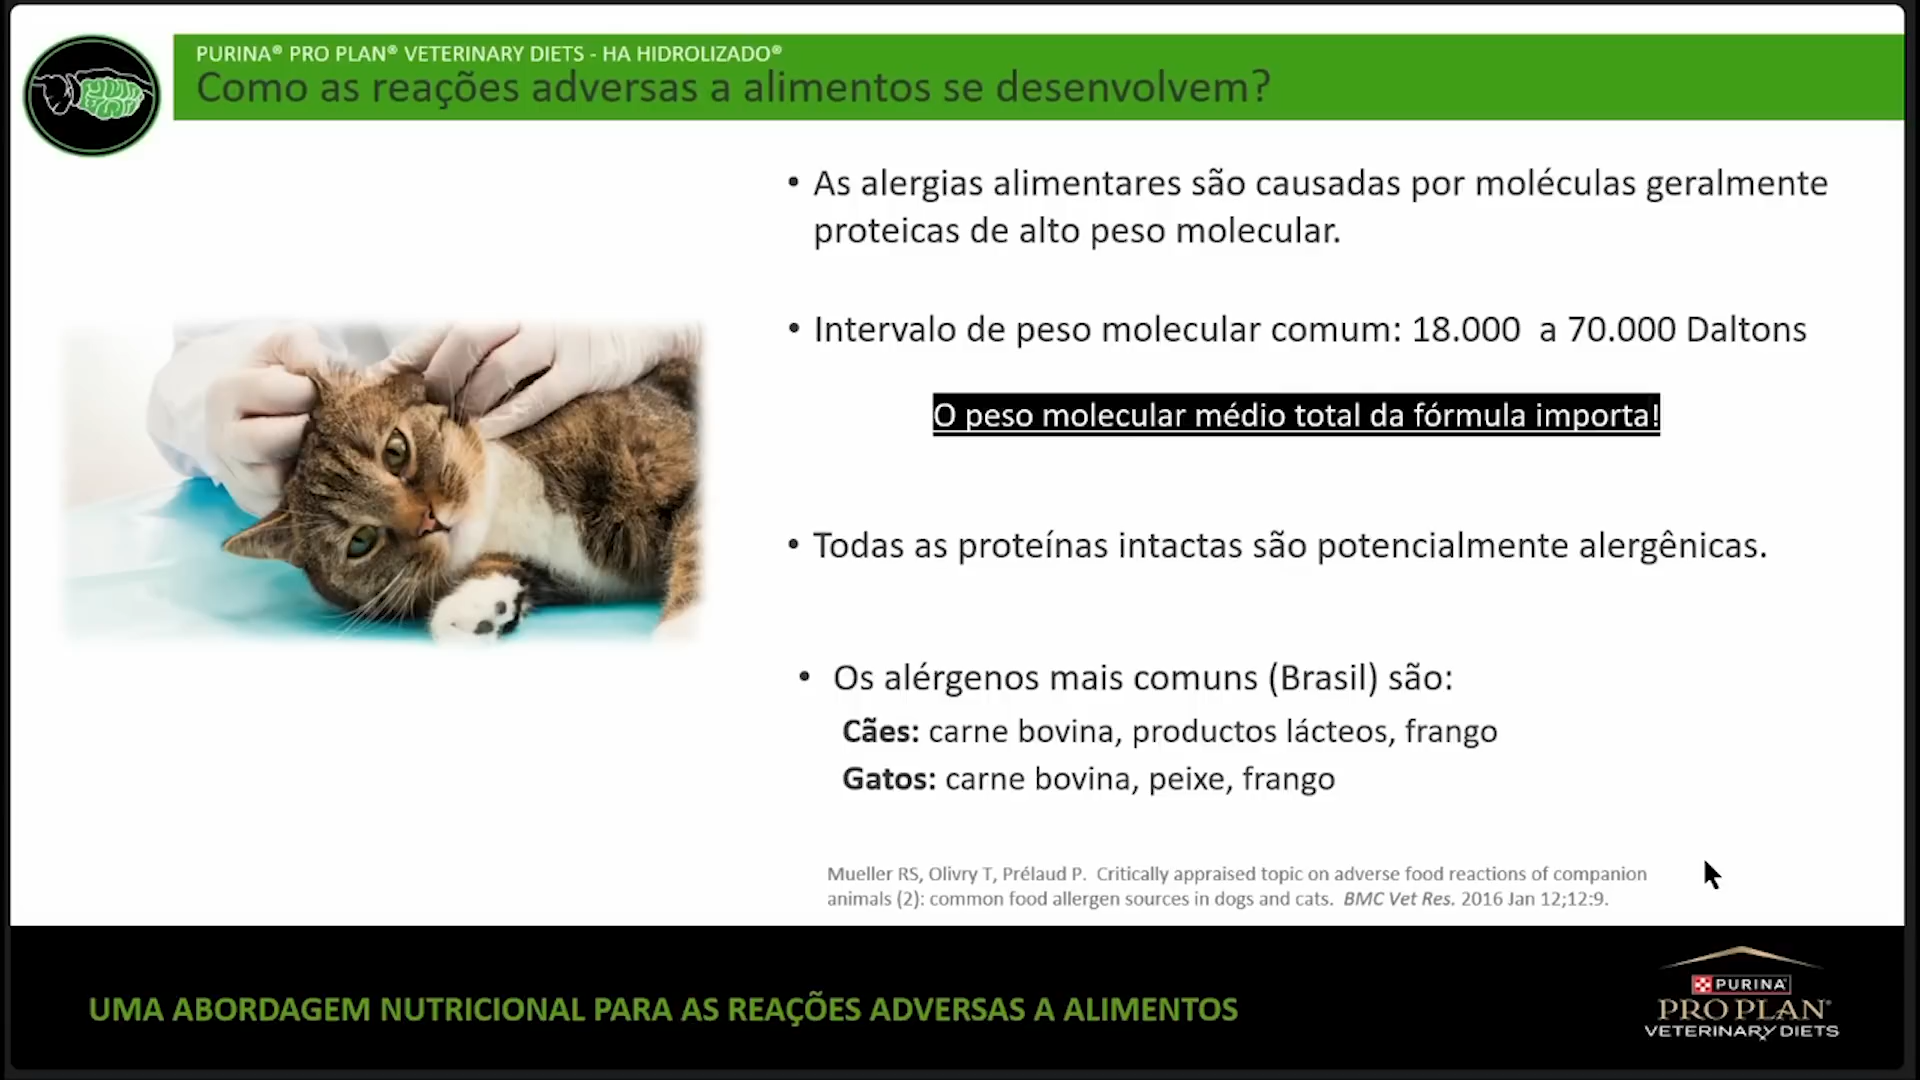 PURINA® PRO PLAN® VETERINARY DIETS - HA HIDROLIZADO®
Como as reações adversas a alimentos se desenvolvem?
• As alergias alimentares são causadas por moléculas geralmente
proteicas de alto peso molecular.
• Intervalo de peso molecular comum: 18.000 a 70.000 Daltons
O peso molecular médio total da fórmula importa!
• Todas as proteínas intactas são potencialmente alergênicas.
• Os alérgenos mais comuns (Brasil) são:
Cães: carne bovina, productos lácteos, frango
Gatos: carne bovina, peixe, frango
Mueller RS, Olivry T, Prélaud P. Critically appraised topic on adverse food reactions of companion
animals (2): common food allergen sources in dogs and cats. BMC Vet Res. 2016 Jan 12;12:9.
UMA ABORDAGEM NUTRICIONAL PARA AS REAÇÕES ADVERSAS A ALIMENTOS
PURINA
PRO PLAN
VETERINARY DIETS